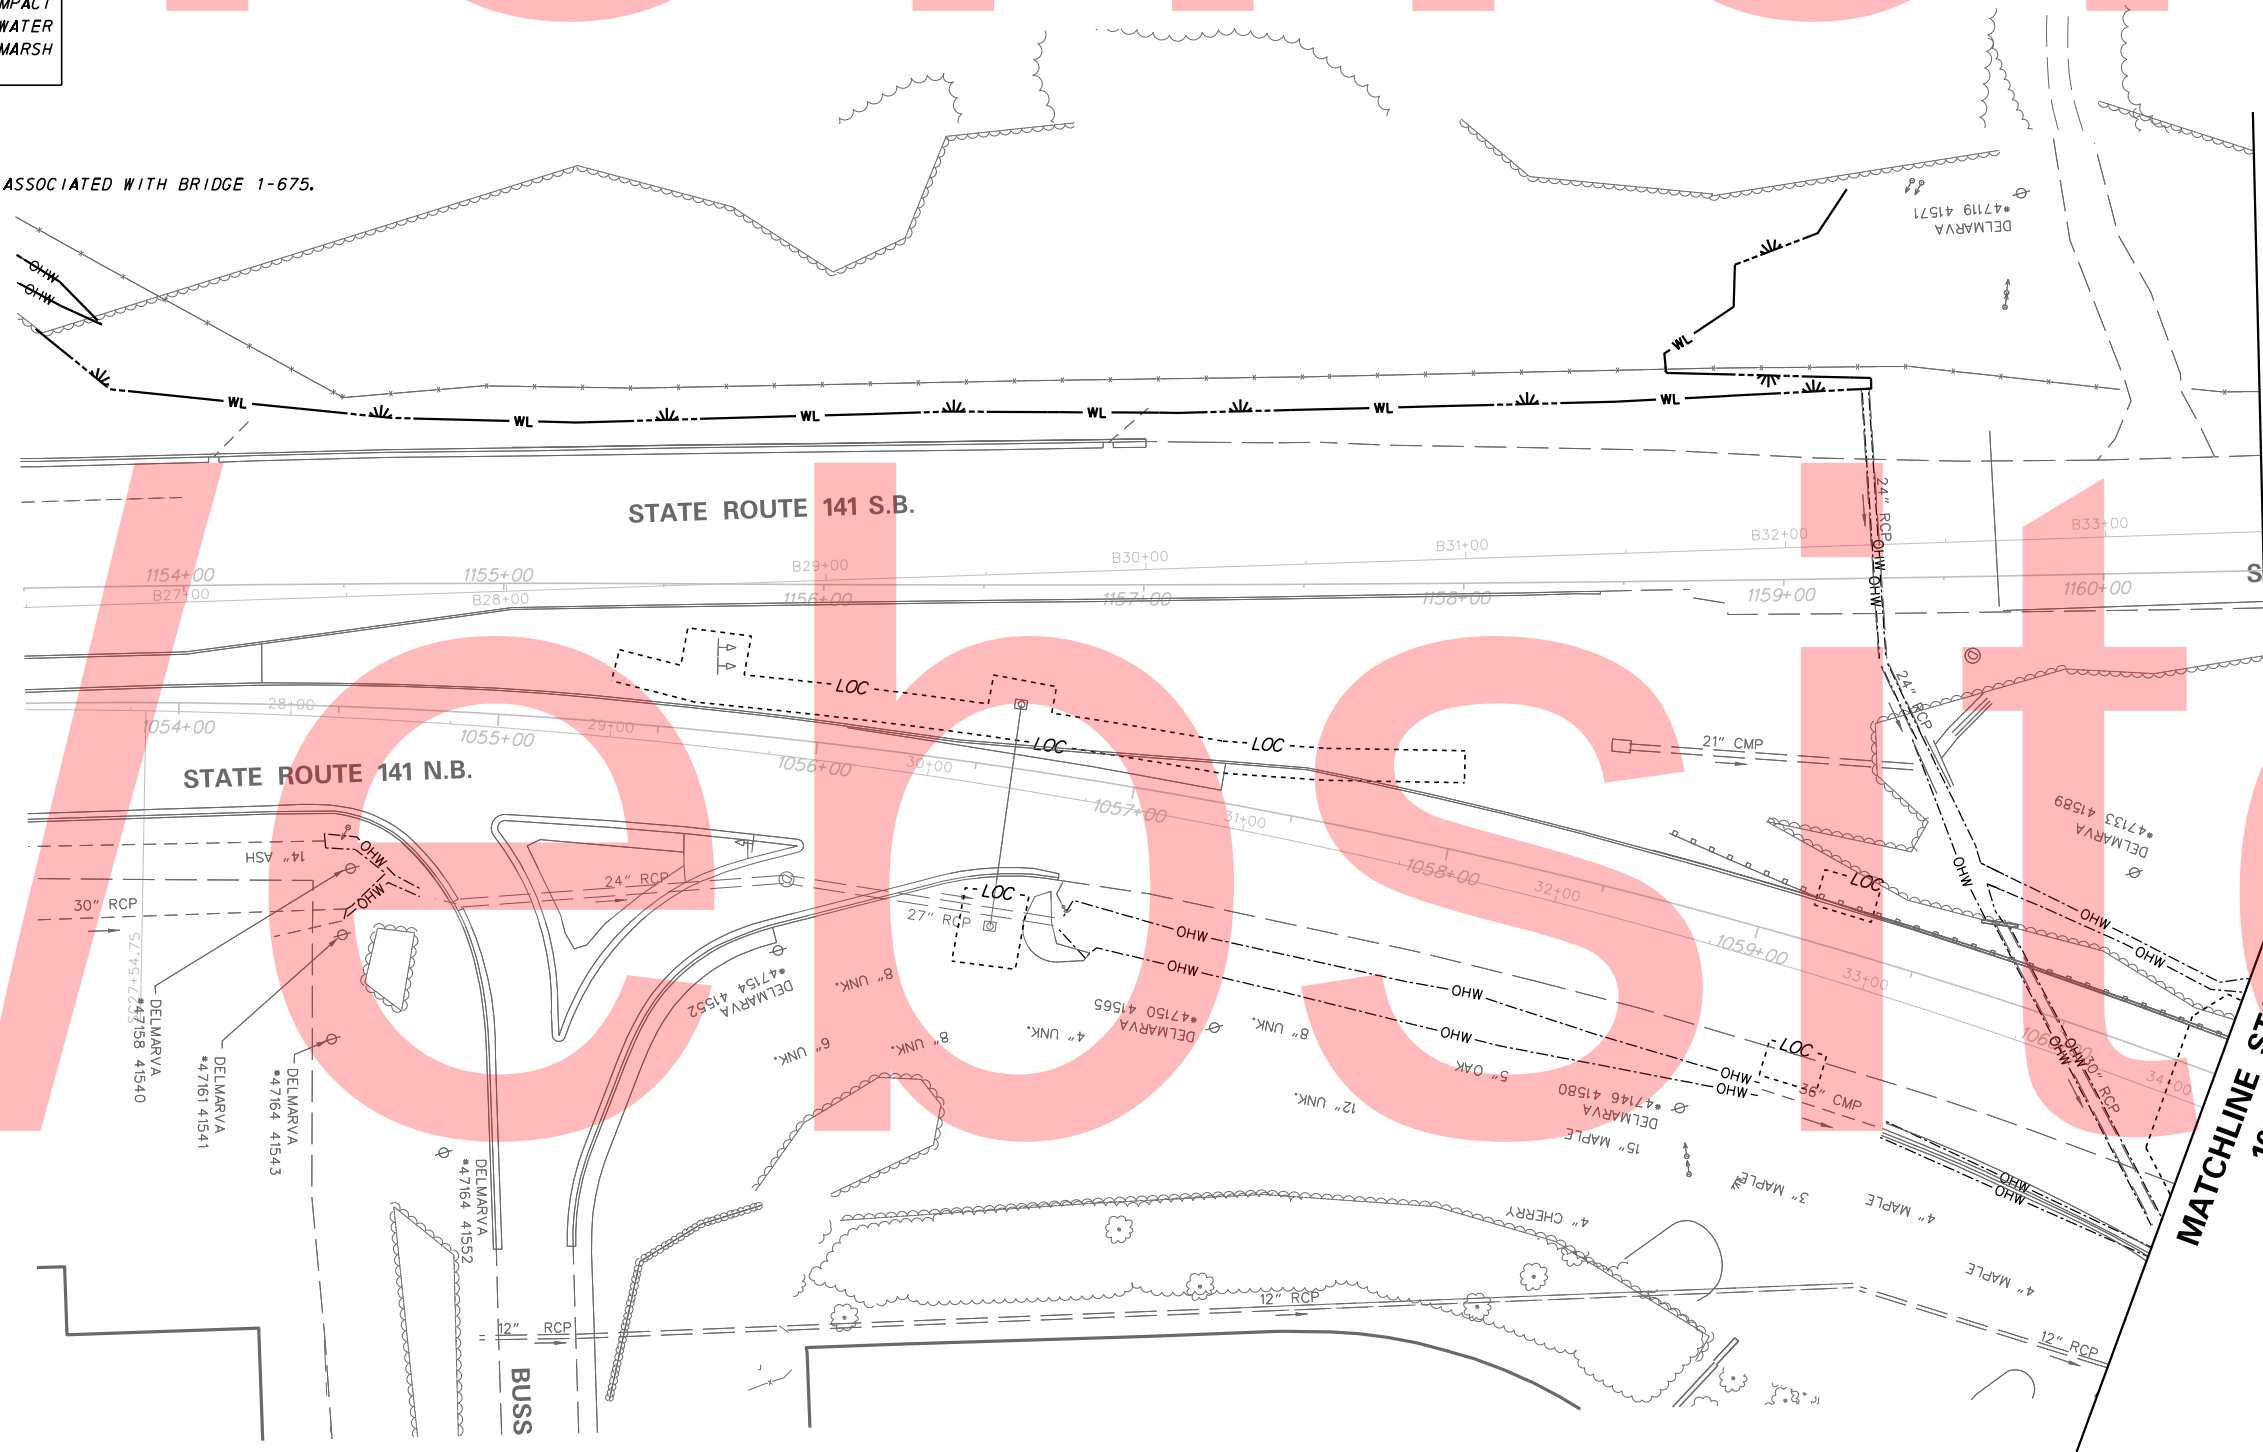 MPACT
WATER
MARSH
ASSOCIATED WITH BRIDGE 1-675.
OHW
OHW
DELMARVA
*47119 41571
WL
WL
WL
WL
WL
WL
WL
WL
STATE ROUTE 141 S.B.
24" RCP
OHW
OHW
B27+00
B28+00
B29+00
B30+00
B31+00
B32+00
B33+00
1154+00
1155+00
1156+00
1157+00
1158+00
1159+00
1160+00
S
LOC
LOC
LOC
28+00
29+00
30+00
31+00
32+00
33+00
34+00
1054+00
1055+00
1056+00
1057+00
1058+00
1059+00
STATE ROUTE 141 N.B.
21" CMP
24" RCP
DELMARVA
*47133 41589
14" ASH
OHW
OHW
30" RCP
24" RCP
27" RCP
LOC
LOC
LOC
OHW
OHW
OHW
OHW
OHW
OHW
OHW
OHW
OHW
OHW
OHW
30" RCP
36" CMP
DELMARVA
*47158 41540
DELMARVA
*47161 41541
DELMARVA
*47164 41543
DELMARVA
*47164 41552
DELMARVA
*47154 41552
8" UNK.
6" UNK.
8" UNK.
4" UNK.
DELMARVA
*47150 41565
8" UNK.
5" OAK
12" UNK.
DELMARVA
*47146 41580
15" MAPLE
3" MAPLE
4" MAPLE
4" MAPLE
4" CHERRY
OHW
OHW
12" RCP
12" RCP
12" RCP
BUSS
MATCHLINE ST
Website